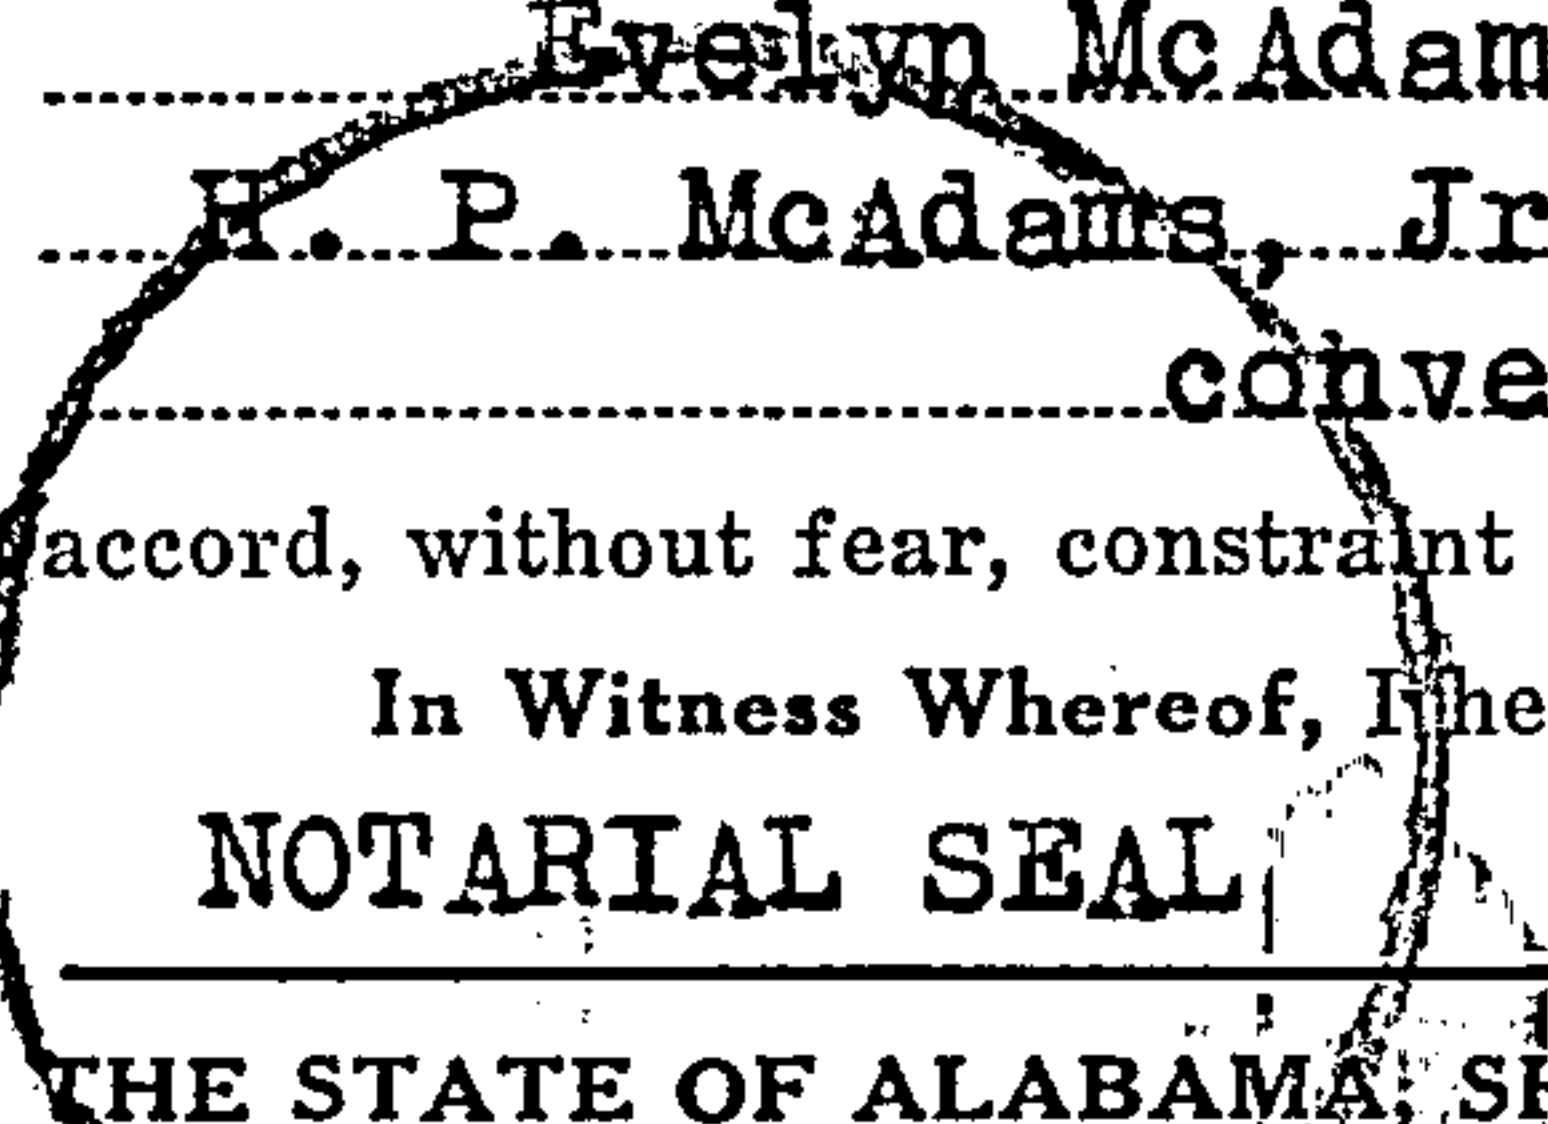 Evelyn McAdam
H. P. McAdams, Jr
conve
accord, without fear, constraint
In Witness Whereof, I he
NOTARIAL SEAL
THE STATE OF ALABAMA, SH